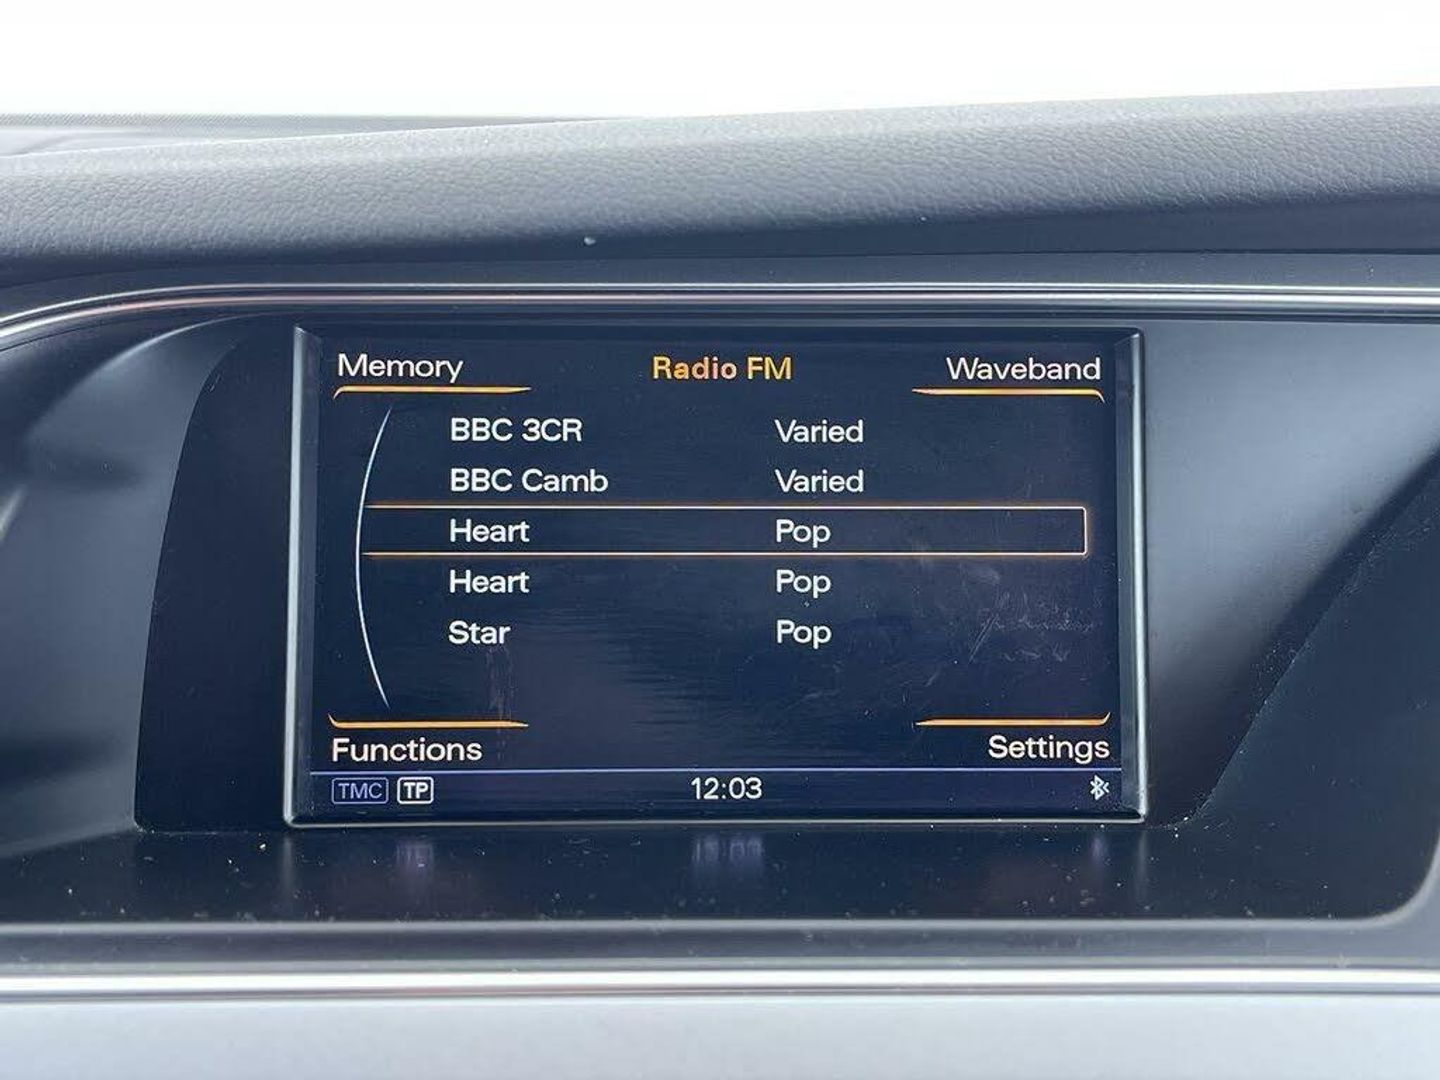 Memory Radio FM Waveband
BBC 3CR Varied
BBC Camb Varied
Heart Pop
Heart Pop
Star Pop
Functions Settings
TMC TP 12:03